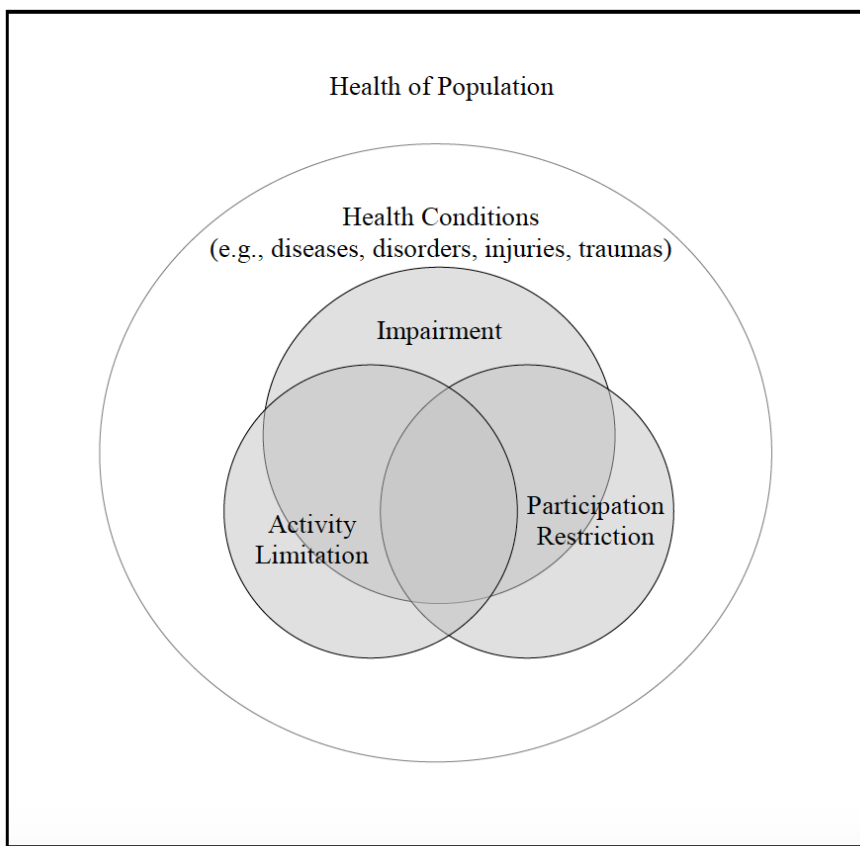 Health of Population
Health Conditions
(e.g., diseases, disorders, injuries, traumas)
Impairment
Activity
Limitation
Participation
Restriction